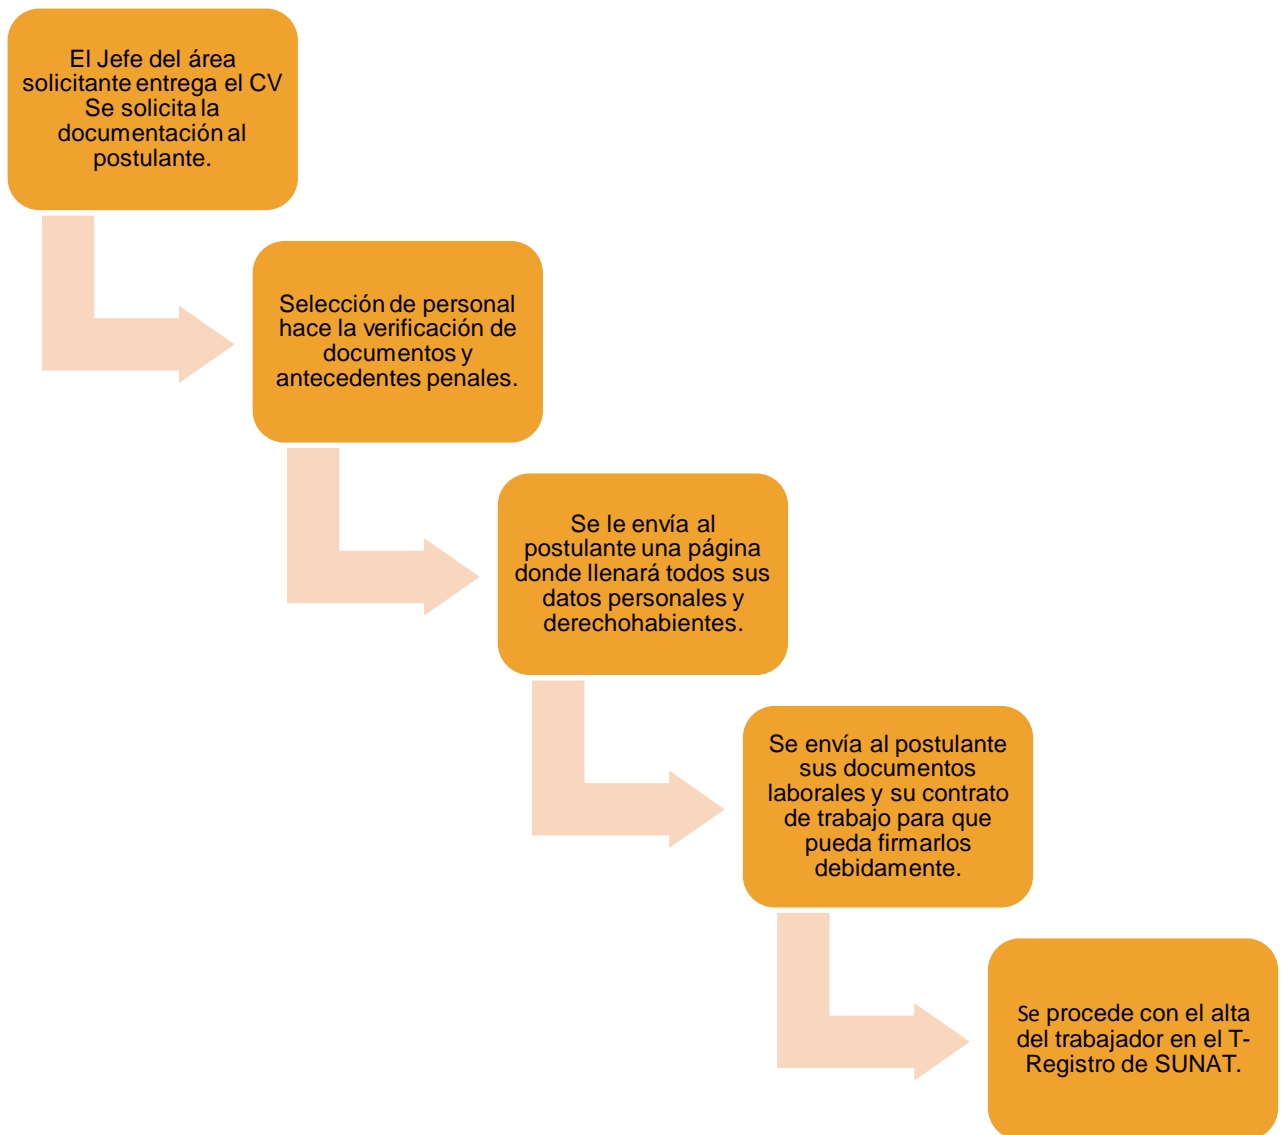 El Jefe del área
solicitante entrega el CV
Se solicita la
documentación al
postulante.
Selección de personal
hace la verificación de
documentos y
antecedentes penales.
Se le envía al
postulante una página
donde llenará todos sus
datos personales y
derechohabientes.
Se envía al postulante
sus documentos
laborales y su contrato
de trabajo para que
pueda firmarlos
debidamente.
Se procede con el alta
del trabajador en el T-
Registro de SUNAT.